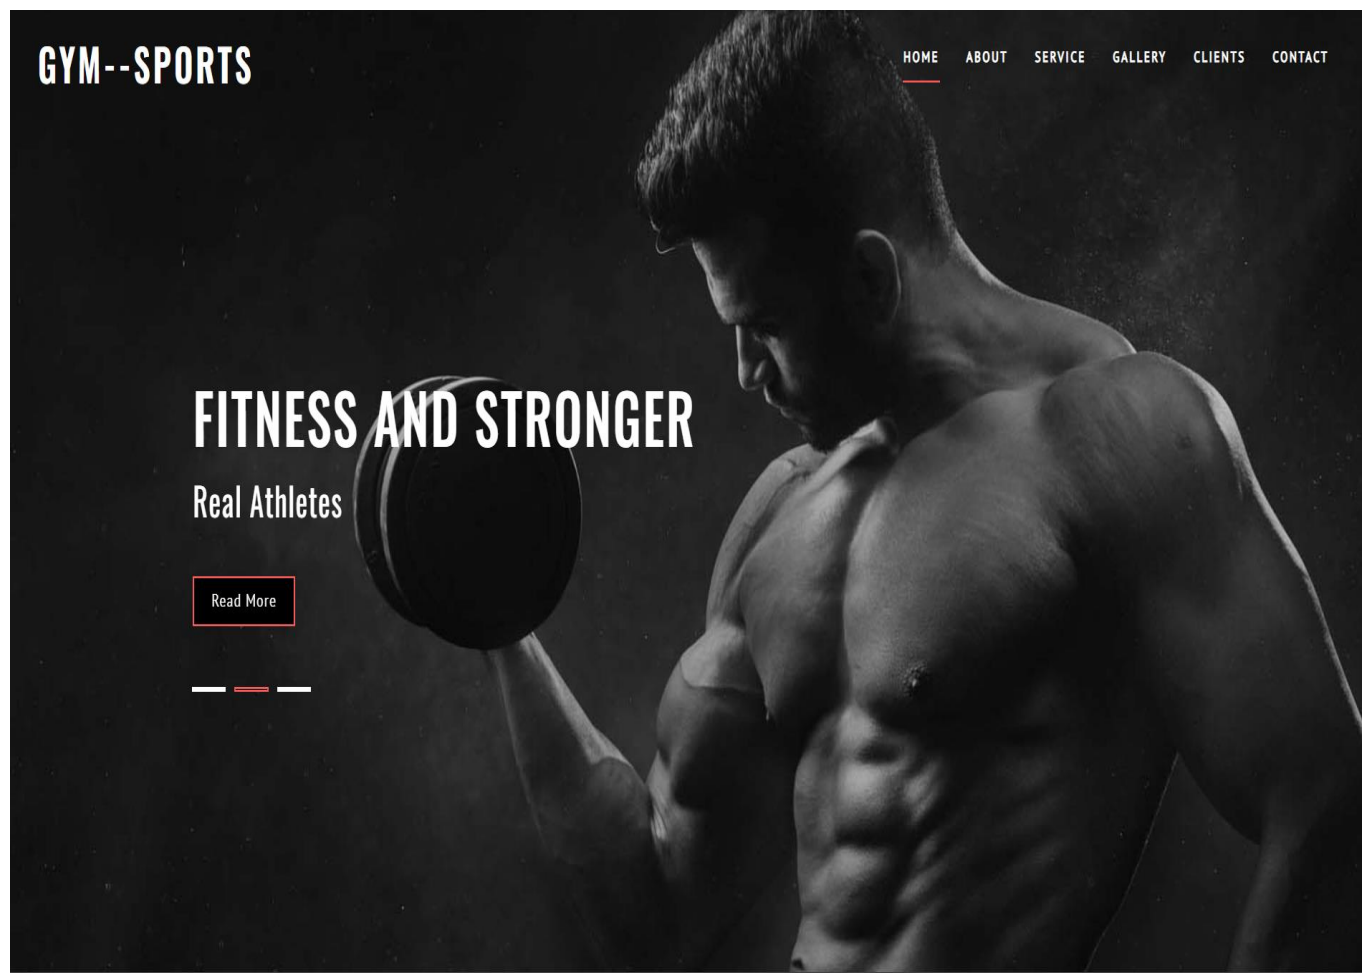 GYM--SPORTS
HOME ABOUT SERVICE GALLERY CLIENTS CONTACT
FITNESS AND STRONGER
Real Athletes
Read More